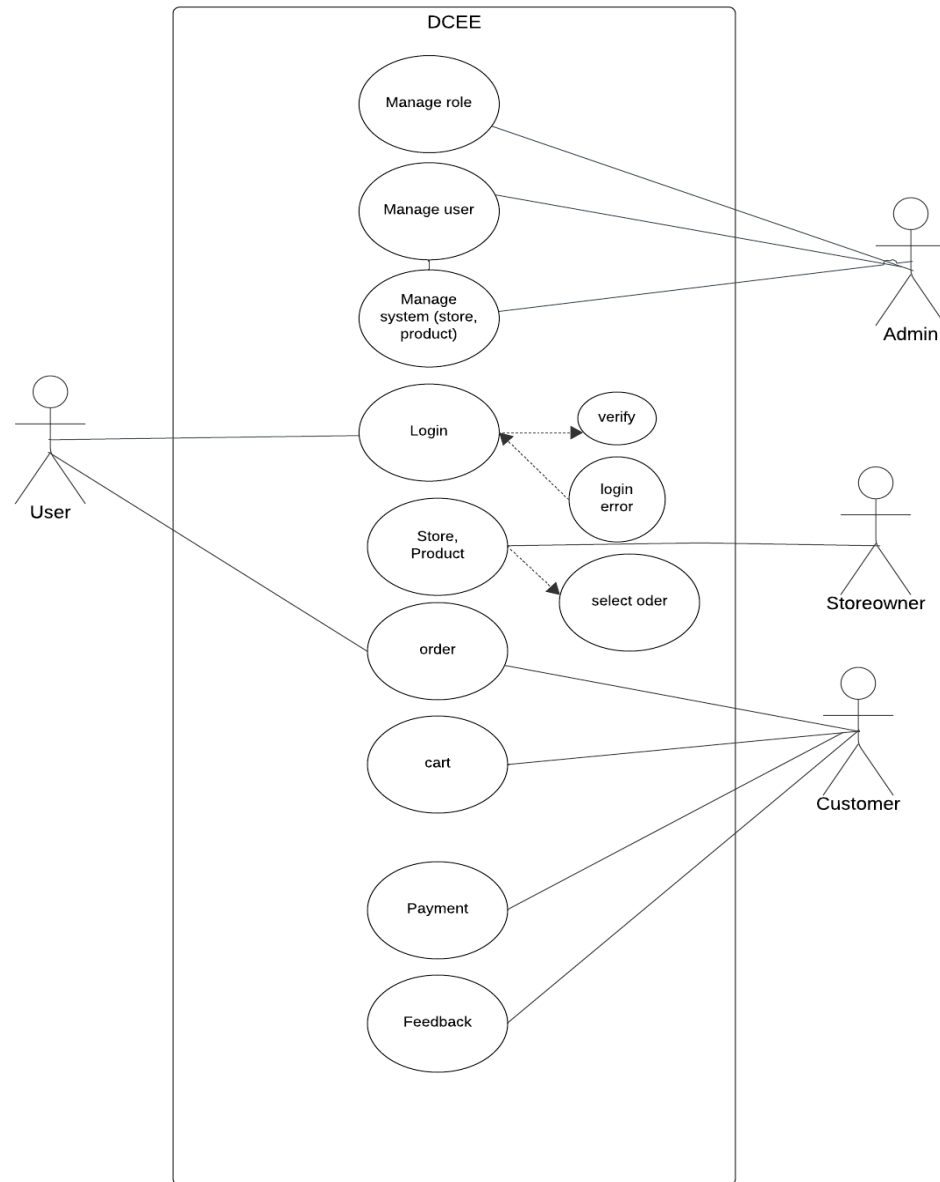 DCEE
Manage role
Manage user
Manage
system (store,
product)
Admin
Login
verify
login
error
User
Store,
Product
select oder
Storeowner
order
cart
Customer
Payment
Feedback